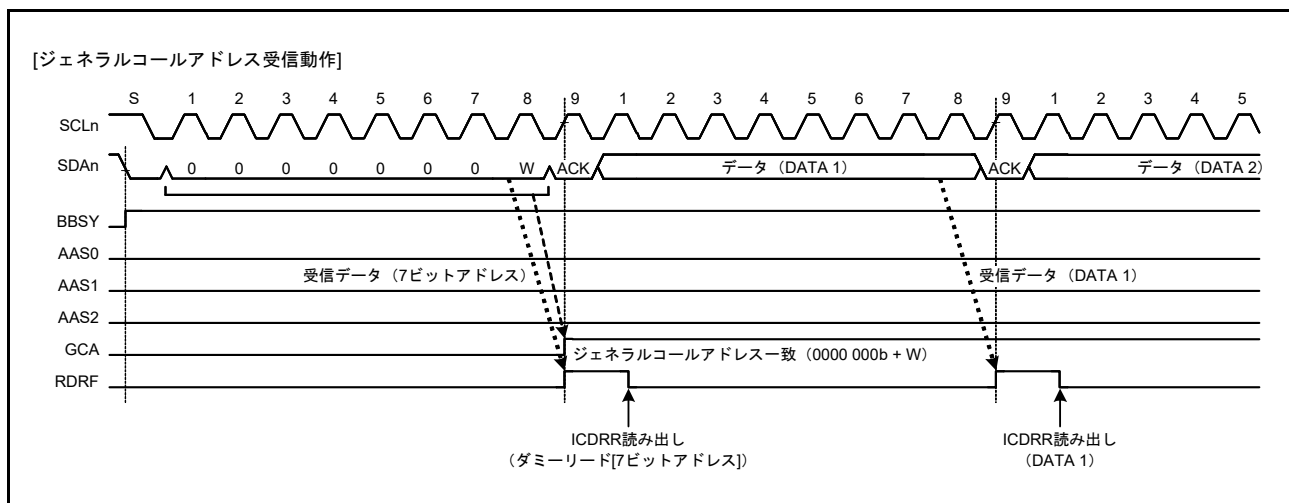 [ジェネラルコールアドレス受信動作]
S 1 2 3 4 5 6 7 8 9 1 2 3 4 5 6 7 8 9 1 2 3 4 5
SCLn
SDAn 0 0 0 0 0 0 0 W ACK データ（DATA 1） ACK データ（DATA 2）
BBSY
AAS0
受信データ（7ビットアドレス） 受信データ（DATA 1）
AAS1
AAS2
GCA ジェネラルコールアドレス一致（0000 000b + W）
RDRF
ICDRR読み出し
（ダミーリード[7ビットアドレス]）
ICDRR読み出し
（DATA 1）